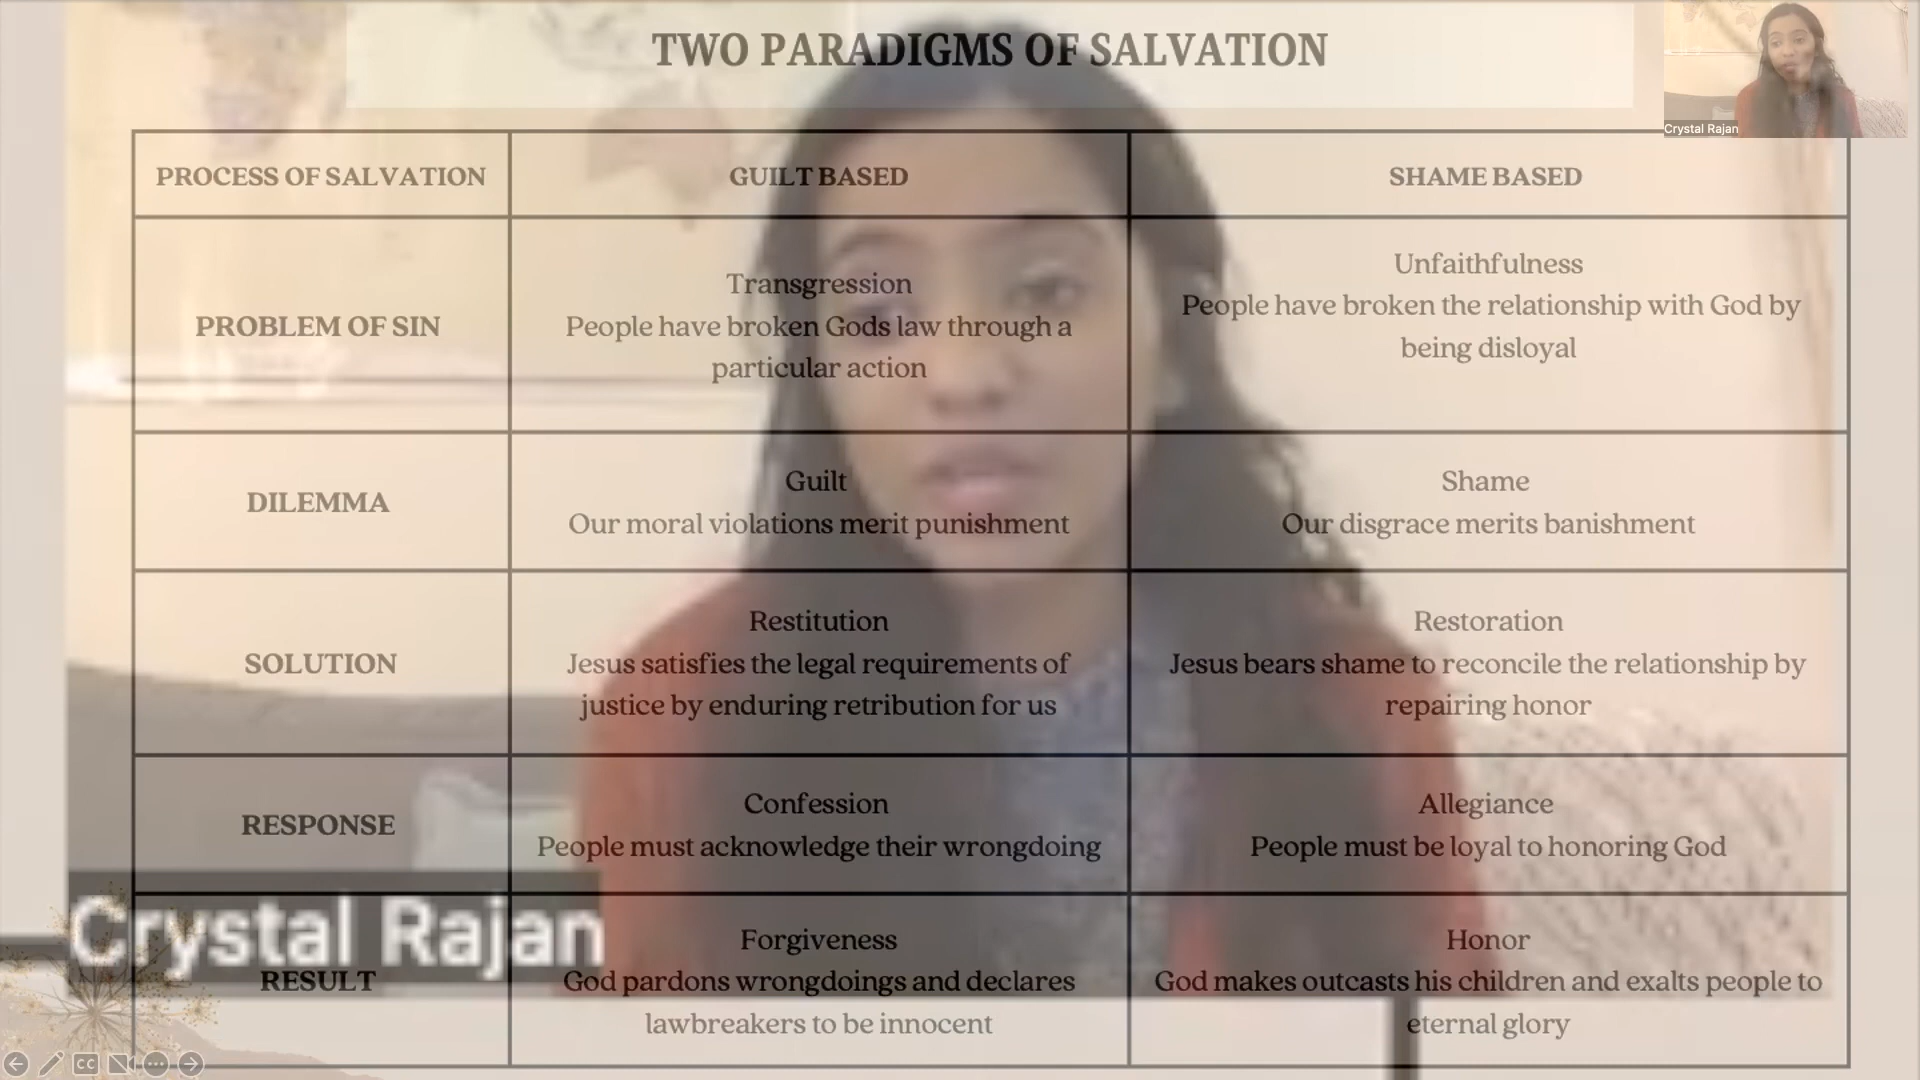 TWO PARADIGMS OF SALVATION
Crystal Rajan
PROCESS OF SALVATION
GUILT BASED
SHAME BASED
PROBLEM OF SIN
Transgression
People have broken Gods law through a
particular action
Unfaithfulness
People have broken the relationship with God by
being disloyal
DILEMMA
Guilt
Our moral violations merit punishment
Shame
Our disgrace merits banishment
SOLUTION
Restitution
Jesus satisfies the legal requirements of
justice by enduring retribution for us
Restoration
Jesus bears shame to reconcile the relationship by
repairing honor
RESPONSE
Confession
People must acknowledge their wrongdoing
Allegiance
People must be loyal to honoring God
Crystal Rajan
RESULT
Forgiveness
God pardons wrongdoings and declares
lawbreakers to be innocent
Honor
God makes outcasts his children and exalts people to
eternal glory
CC